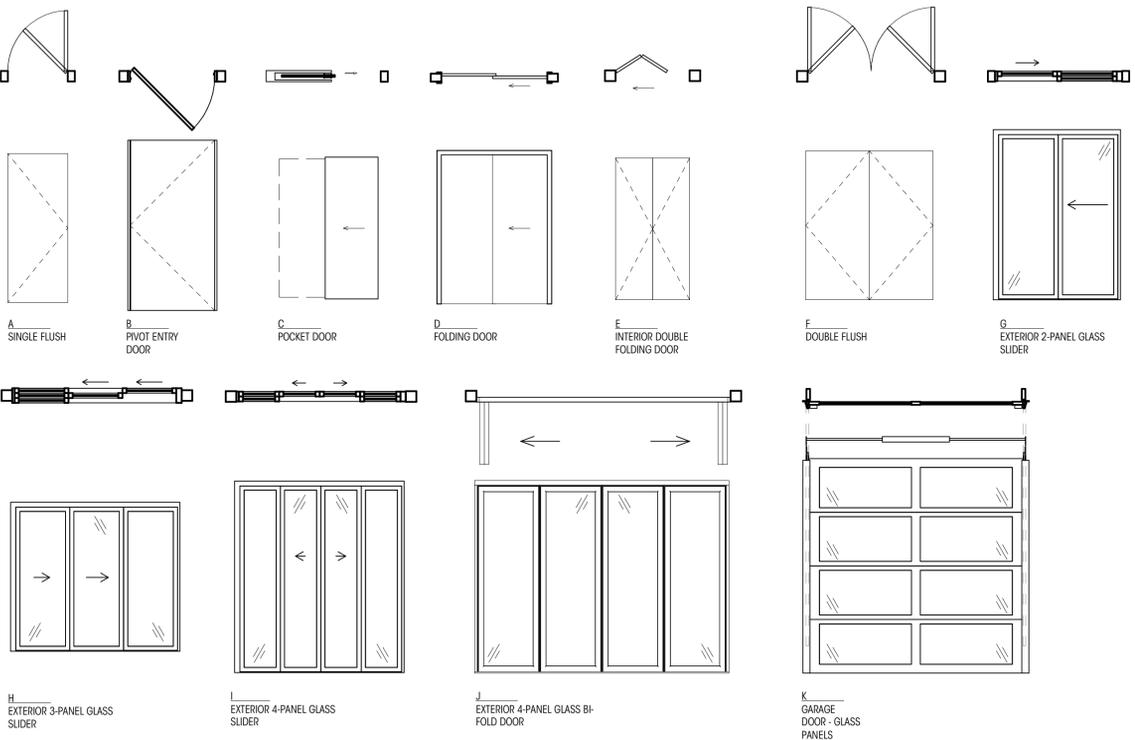 A
SINGLE FLUSH
B
PIVOT ENTRY
DOOR
C
POCKET DOOR
D
FOLDING DOOR
E
INTERIOR DOUBLE
FOLDING DOOR
F
DOUBLE FLUSH
G
EXTERIOR 2-PANEL GLASS
SLIDER
H
EXTERIOR 3-PANEL GLASS
SLIDER
I
EXTERIOR 4-PANEL GLASS
SLIDER
J
EXTERIOR 4-PANEL GLASS BI-
FOLD DOOR
K
GARAGE
DOOR - GLASS
PANELS